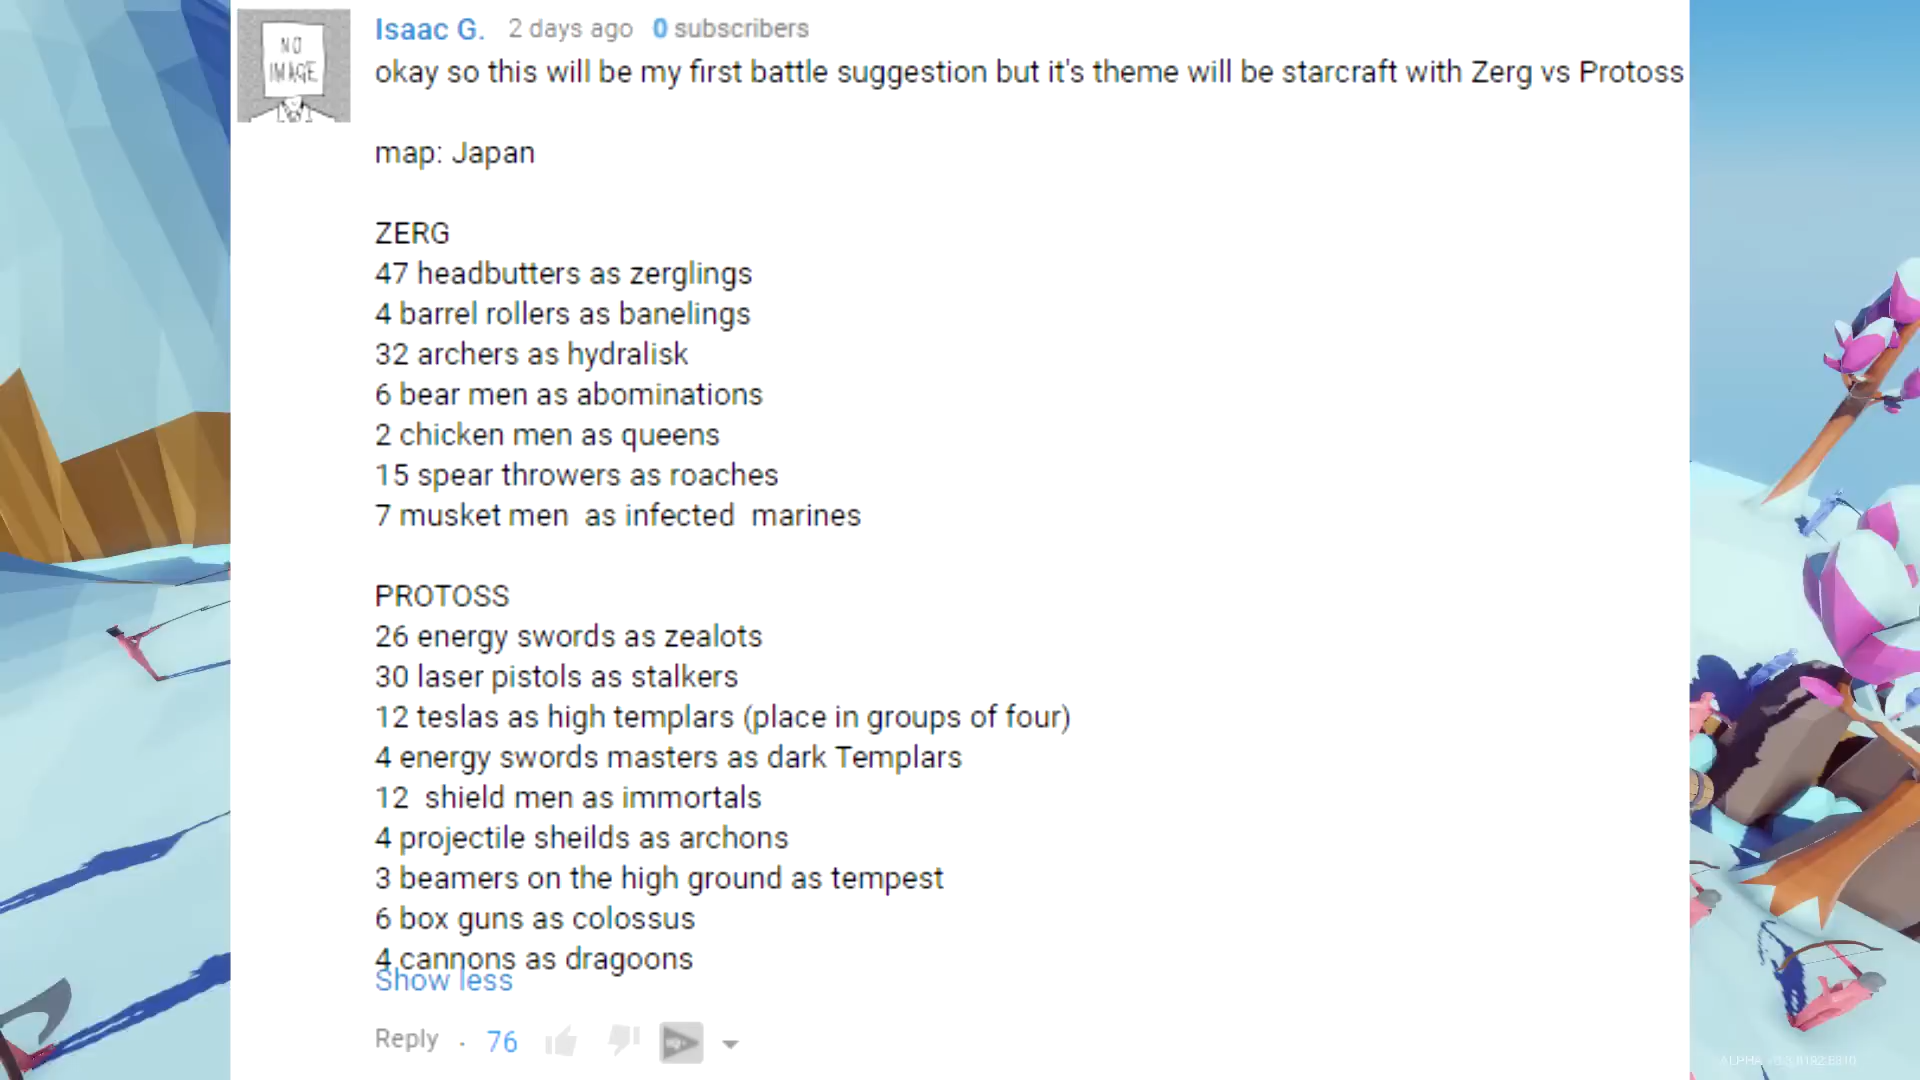 NO
IMAGE
Isaac G. 2 days ago 0 subscribers
okay so this will be my first battle suggestion but it's theme will be starcraft with Zerg vs Protoss
map: Japan
ZERG
47 headbutters as zerglings
4 barrel rollers as banelings
32 archers as hydralisk
6 bear men as abominations
2 chicken men as queens
15 spear throwers as roaches
7 musket men  as infected  marines
PROTOSS
26 energy swords as zealots
30 laser pistols as stalkers
12 teslas as high templars (place in groups of four)
4 energy swords masters as dark Templars
12  shield men as immortals
4 projectile sheilds as archons
3 beamers on the high ground as tempest
6 box guns as colossus
4 cannons as dragoons
Show less
Reply · 76
ALPHA